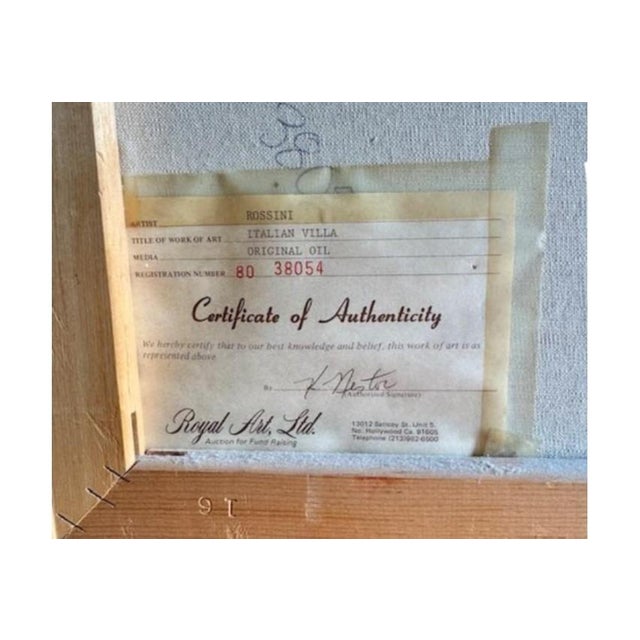 ARTIST ROSSINI
TITLE OF WORK OF ART ITALIAN VILLA
MEDIA ORIGINAL OIL
REGISTRATION NUMBER 80 38054
Certificate of Authenticity
We hereby certify that to our best knowledge and belief, this work of art is as
represented above.
By K. Nestor
(Authorized Signature)
Royal Art, Ltd.
Auction for Fund Raising
13012 Saticoy St. Unit 5,
No. Hollywood Ca. 91605
Telephone (213)982-6500
16